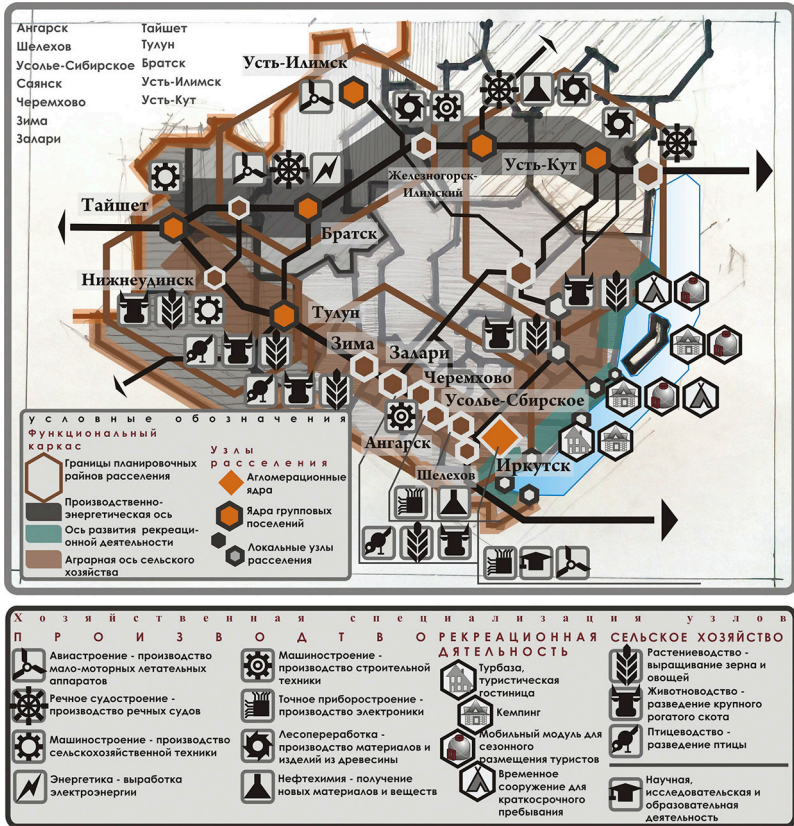 Ангарск
Шелехов
Усолье-Сибирское
Саянск
Черемхово
Зима
Залари
Тайшет
Тулун
Братск
Усть-Илимск
Усть-Кут
Усть-Илимск
Усть-Кут
Железногорск-
Илимский
Тайшет
Братск
Нижнеудинск
Тулун
Зима
Залари
Черемхово
Усолье-Сбирское
Ангарск
Иркутск
Шелехов
условные обозначения
Функциональный
каркас
Границы планировочных
райнов расселения
Производственно-
энергетическая ось
Ось развития рекреаци-
онной деятельности
Аграрная ось сельского
хозяйства
Узлы
расселения
Агломерационные
ядра
Ядра групповых
поселений
Локальные узлы
расселения
Хозяйственная специализация узлов
ПРОИЗВОДТВО
Авиастроение - производство
мало-моторных летательных
аппаратов
Речное судостроение -
производство речных судов
Машиностроение - производство
сельскохозяйственной техники
Энергетика - выработка
электроэнергии
Машиностроение -
производство строительной
техники
Точное приборостроение -
производство электроники
Лесопереработка -
производство материалов и
изделий из древесины
Нефтехимия - получение
новых материалов и веществ
РЕКРЕАЦИОННАЯ
ДЯТЕЛЬНОСТЬ
Турбаза,
туристическая
гостиница
Кемпинг
Мобильный модуль для
сезонного
размещения туристов
Временное
сооружение для
краткосрочного
пребывания
СЕЛЬСКОЕ ХОЗЯЙСТВО
Растениеводство -
выращивание зерна и
овощей
Животноводство -
разведение крупного
рогатого скота
Птицеводство -
разведение птицы
Научная,
исследовательская и
образовательная
деятельность